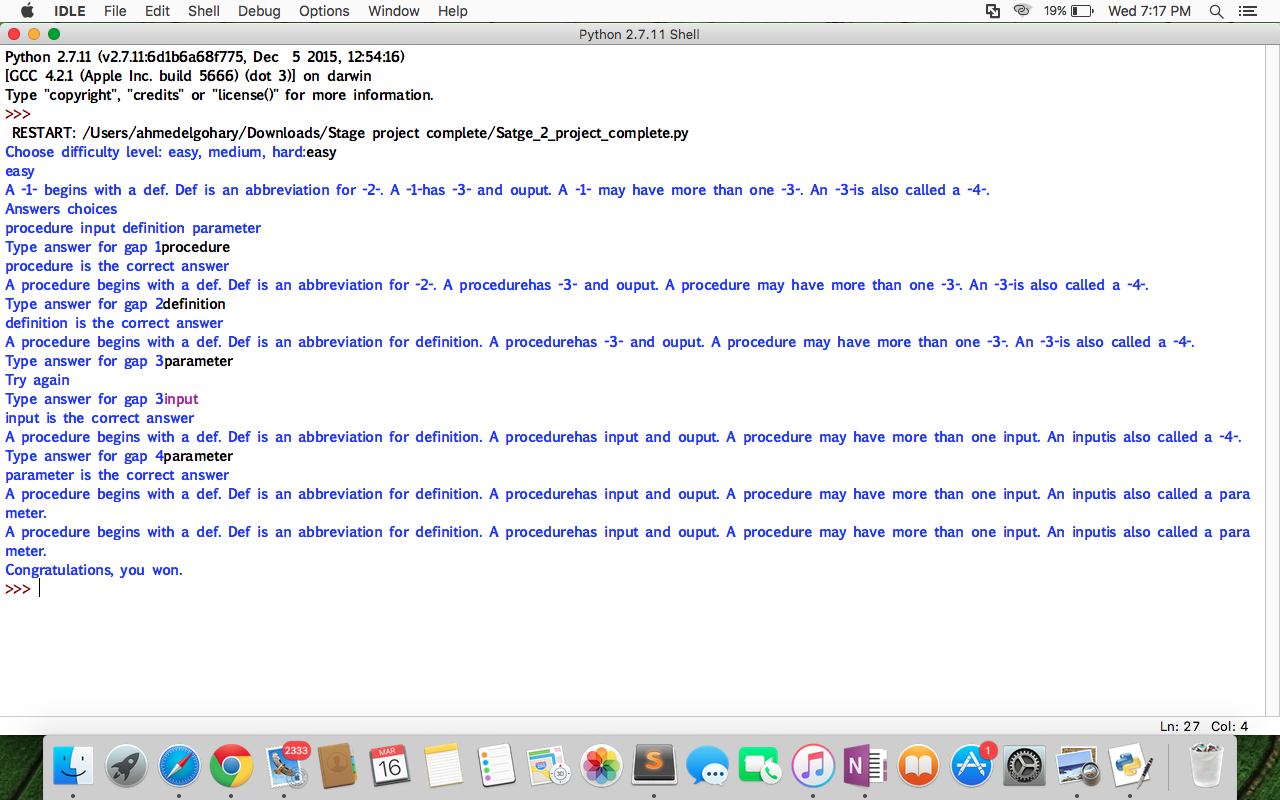 IDLE File Edit Shell Debug Options Window Help 19% Wed 7:17 PM
Python 2.7.11 Shell
Python 2.7.11 (v2.7.11:6d1b6a68f775, Dec  5 2015, 12:54:16)
[GCC 4.2.1 (Apple Inc. build 5666) (dot 3)] on darwin
Type "copyright", "credits" or "license()" for more information.
>>>
RESTART: /Users/ahmedelgohary/Downloads/Stage project complete/Satge_2_project_complete.py
Choose difficulty level: easy, medium, hard:easy
easy
A -1- begins with a def. Def is an abbreviation for -2-. A -1-has -3- and ouput. A -1- may have more than one -3-. An -3-is also called a -4-.
Answers choices
procedure input definition parameter
Type answer for gap 1procedure
procedure is the correct answer
A procedure begins with a def. Def is an abbreviation for -2-. A procedurehas -3- and ouput. A procedure may have more than one -3-. An -3-is also called a -4-.
Type answer for gap 2definition
definition is the correct answer
A procedure begins with a def. Def is an abbreviation for definition. A procedurehas -3- and ouput. A procedure may have more than one -3-. An -3-is also called a -4-.
Type answer for gap 3parameter
Try again
Type answer for gap 3input
input is the correct answer
A procedure begins with a def. Def is an abbreviation for definition. A procedurehas input and ouput. A procedure may have more than one input. An inputis also called a -4-.
Type answer for gap 4parameter
parameter is the correct answer
A procedure begins with a def. Def is an abbreviation for definition. A procedurehas input and ouput. A procedure may have more than one input. An inputis also called a para
meter.
A procedure begins with a def. Def is an abbreviation for definition. A procedurehas input and ouput. A procedure may have more than one input. An inputis also called a para
meter.
Congratulations, you won.
>>>
Ln: 27 Col: 4
2333
MAR
16
3D
S
N
1